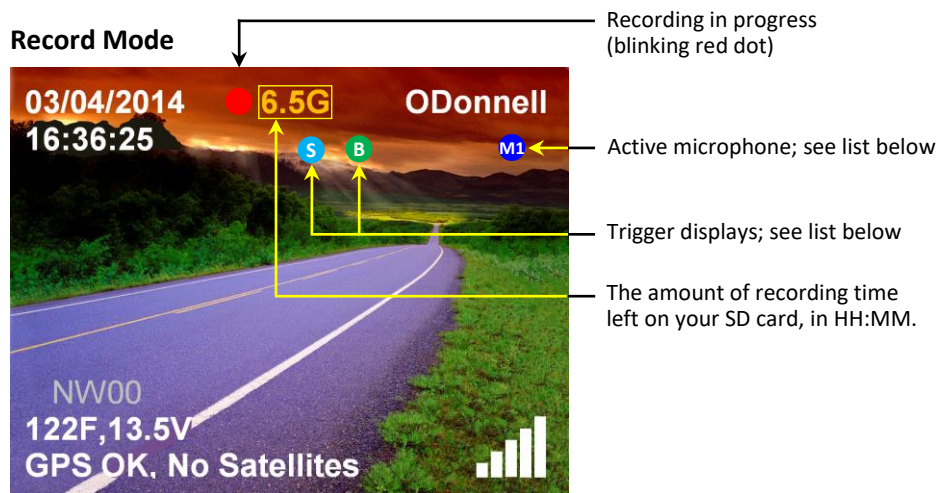 Record Mode
Recording in progress
(blinking red dot)
03/04/2014
6.5G
ODonnell
16:36:25
S
B
M1
Active microphone; see list below
Trigger displays; see list below
The amount of recording time
left on your SD card, in HH:MM.
NW00
122F,13.5V
GPS OK, No Satellites